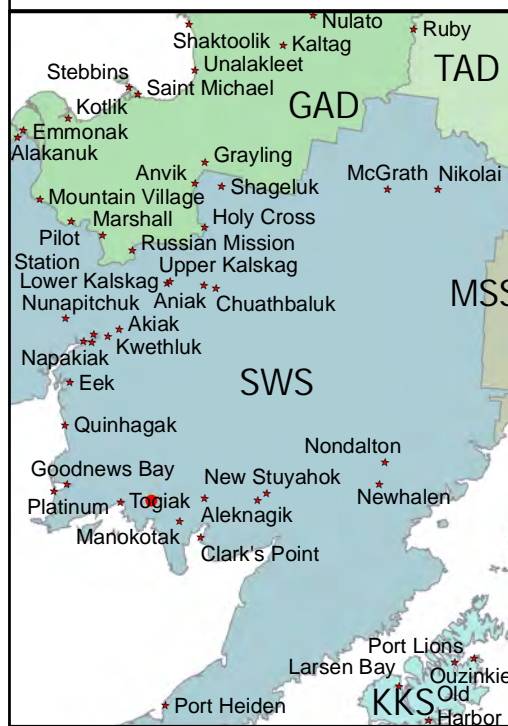 Nulato
Ruby
Shaktoolik
Kaltag
Unalakleet
TAD
Stebbins
Saint Michael
GAD
Kotlik
Emmonak
Alakanuk
Grayling
Anvik
Shageluk
McGrath
Nikolai
Mountain Village
Marshall
Holy Cross
Pilot
Station
Russian Mission
Upper Kalskag
Lower Kalskag
Nunapitchuk
Aniak
Chuathbaluk
MSS
Akiak
Kwethluk
Napakiak
Eek
SWS
Quinhagak
Nondalton
Goodnews Bay
New Stuyahok
Newhalen
Platinum
Togiak
Aleknagik
Manokotak
Clark's Point
Port Lions
Larsen Bay
Ouzinkie
KKS
Old
Harbor
Port Heiden